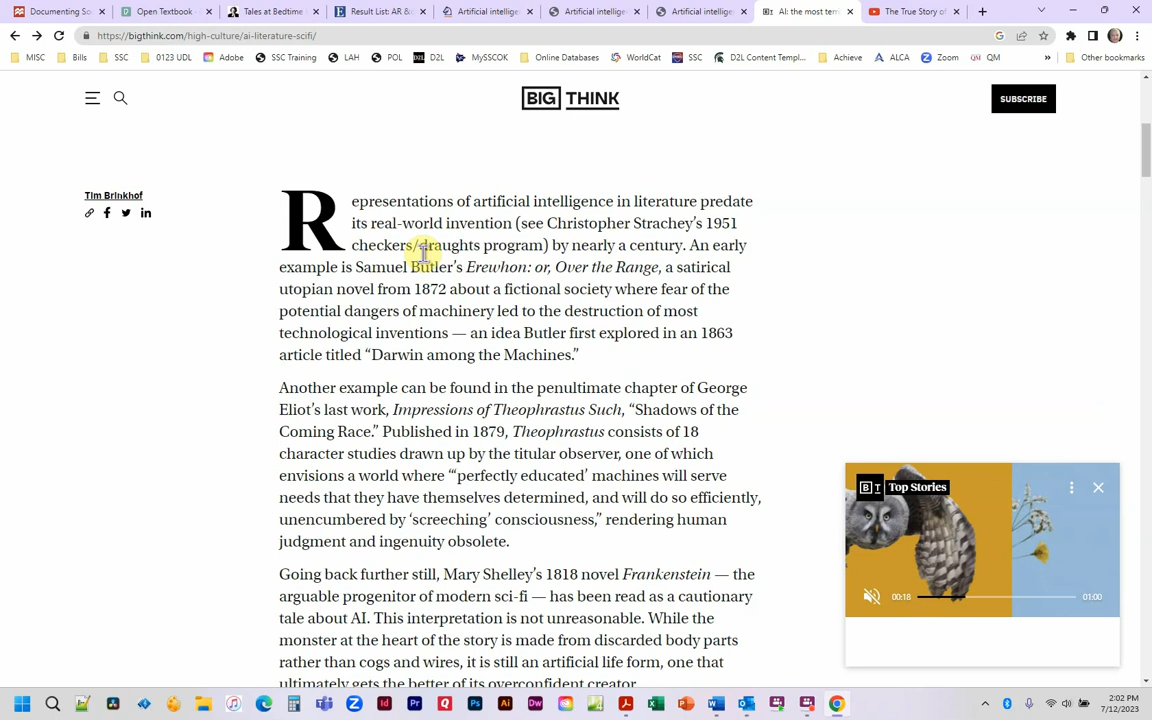 Documenting So
Open Textbook -
Tales at Bedtime
Result List: AR &
Artificial intellige
Artificial intellige
Artificial intellige
AI: the most terr
The True Story of
https://bigthink.com/high-culture/ai-literature-scifi/
MISC
Bills
SSC
0123 UDL
Adobe
SSC Training
LAH
POL
D2L
MySSCOK
Online Databases
WorldCat
SSC
D2L Content Templ...
Achieve
ALCA
Zoom
QM
Other bookmarks
BIG THINK
SUBSCRIBE
Tim Brinkhof
Representations of artificial intelligence in literature predate
its real-world invention (see Christopher Strachey’s 1951
checkers/draughts program) by nearly a century. An early
example is Samuel Butler’s Erewhon: or, Over the Range, a satirical
utopian novel from 1872 about a fictional society where fear of the
potential dangers of machinery led to the destruction of most
technological inventions — an idea Butler first explored in an 1863
article titled “Darwin among the Machines.”
Another example can be found in the penultimate chapter of George
Eliot’s last work, Impressions of Theophrastus Such, “Shadows of the
Coming Race.” Published in 1879, Theophrastus consists of 18
character studies drawn up by the titular observer, one of which
envisions a world where “‘perfectly educated’ machines will serve
needs that they have themselves determined, and will do so efficiently,
unencumbered by ‘screeching’ consciousness,” rendering human
judgment and ingenuity obsolete.
Going back further still, Mary Shelley’s 1818 novel Frankenstein — the
arguable progenitor of modern sci-fi — has been read as a cautionary
tale about AI. This interpretation is not unreasonable. While the
monster at the heart of the story is made from discarded body parts
rather than cogs and wires, it is still an artificial life form, one that
ultimately gets the better of its overconfident creator.
BT Top Stories
00:18
01:00
2:02 PM
7/12/2023